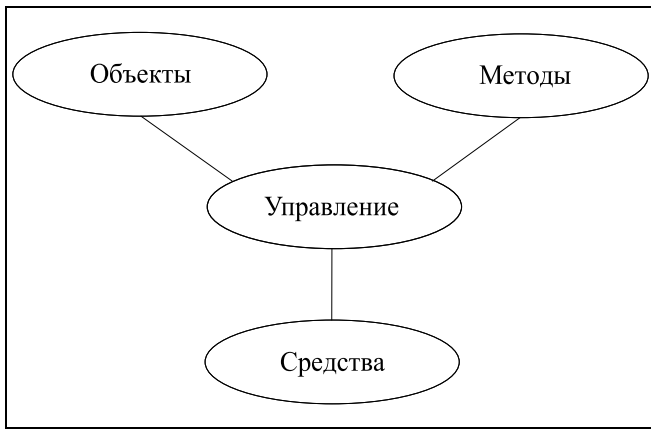 Объекты
Методы
Управление
Средства